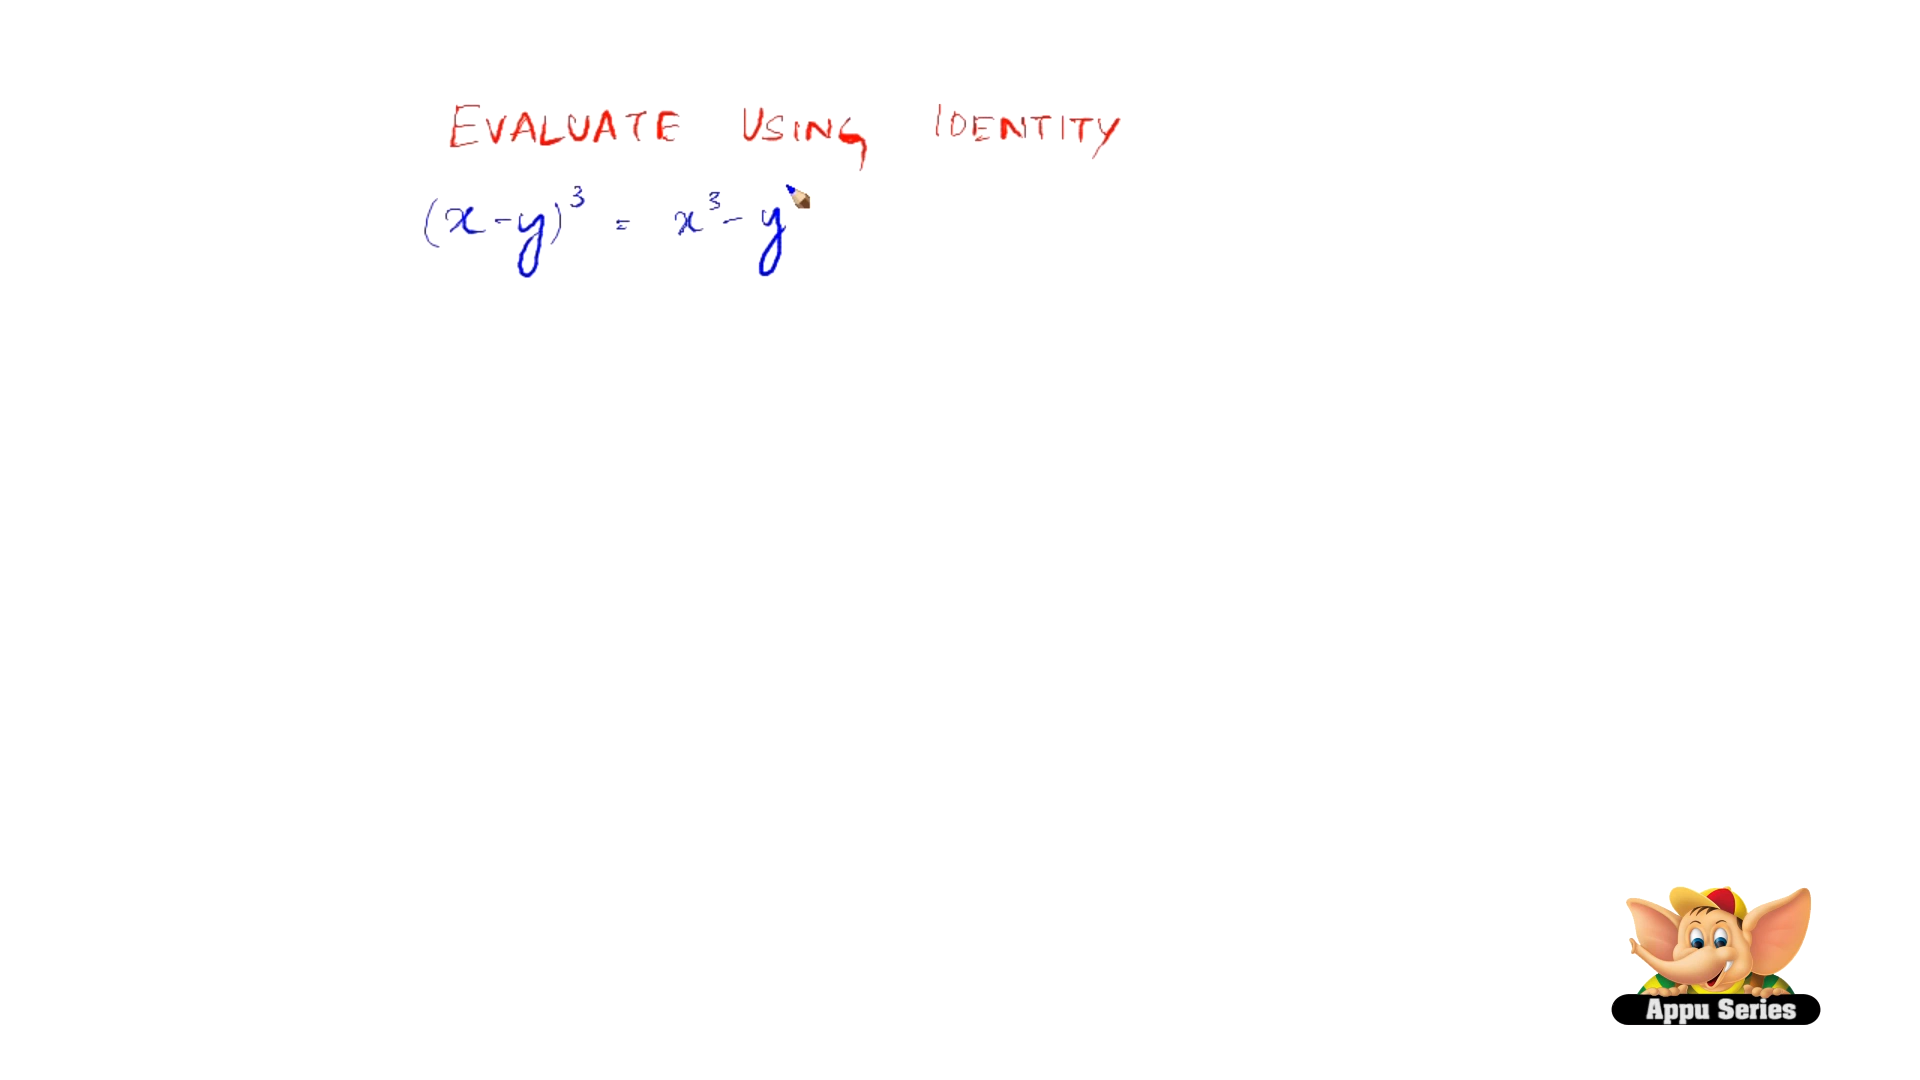 EVALUATE USING IDENTITY
(x-y)³ = x³ - y
Appu Series